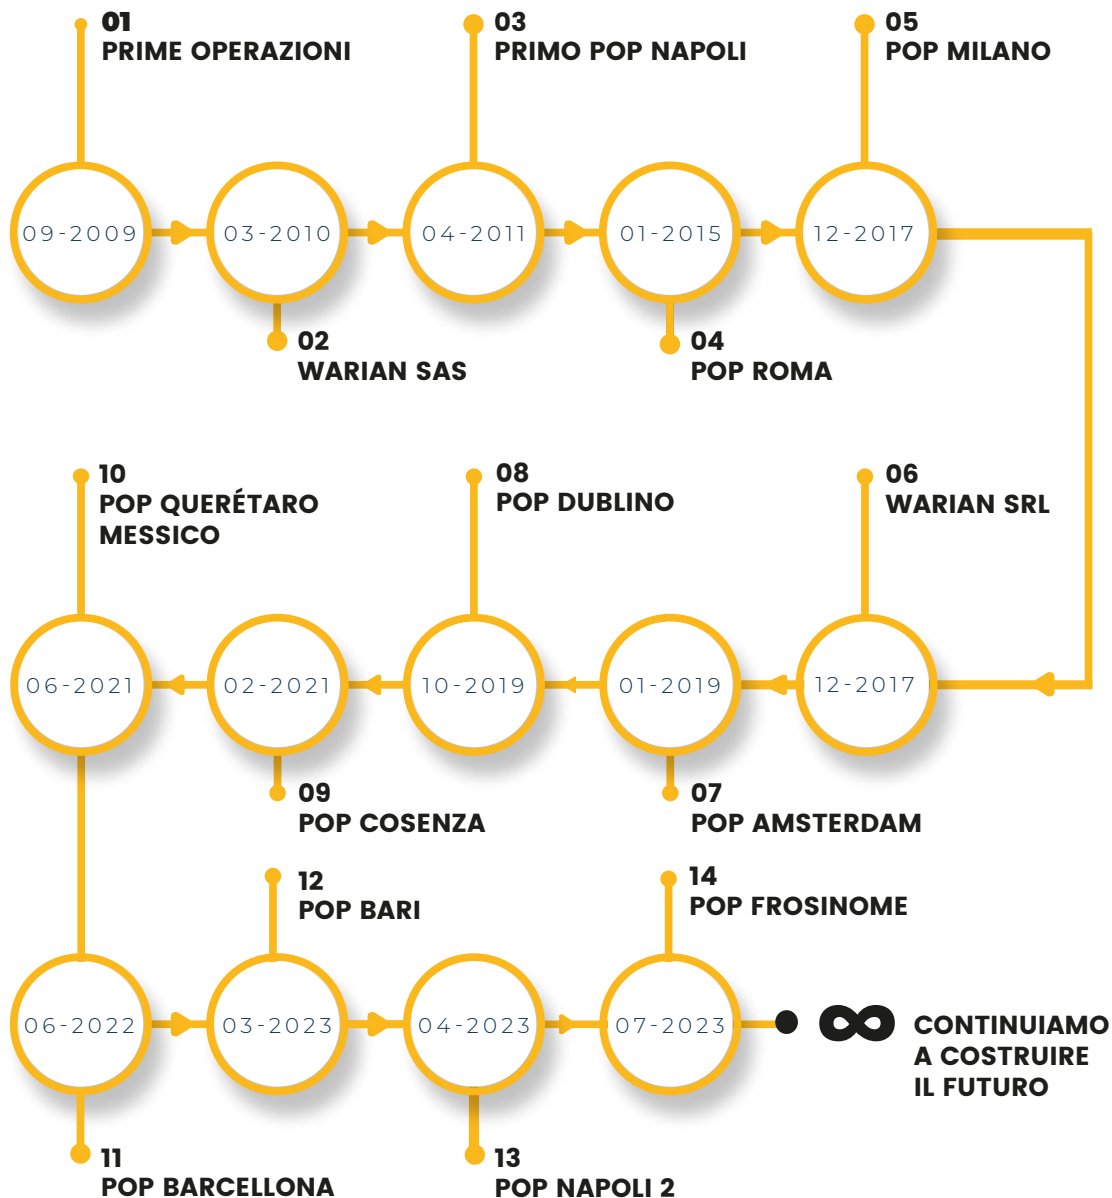 01
PRIME OPERAZIONI
03
PRIMO POP NAPOLI
05
POP MILANO
09-2009
03-2010
04-2011
01-2015
12-2017
02
WARIAN SAS
04
POP ROMA
10
POP QUERÉTARO
MESSICO
08
POP DUBLINO
06
WARIAN SRL
06-2021
02-2021
10-2019
01-2019
12-2017
09
POP COSENZA
07
POP AMSTERDAM
12
POP BARI
14
POP FROSINOME
06-2022
03-2023
04-2023
07-2023
CONTINUIAMO
A COSTRUIRE
IL FUTURO
11
POP BARCELLONA
13
POP NAPOLI 2